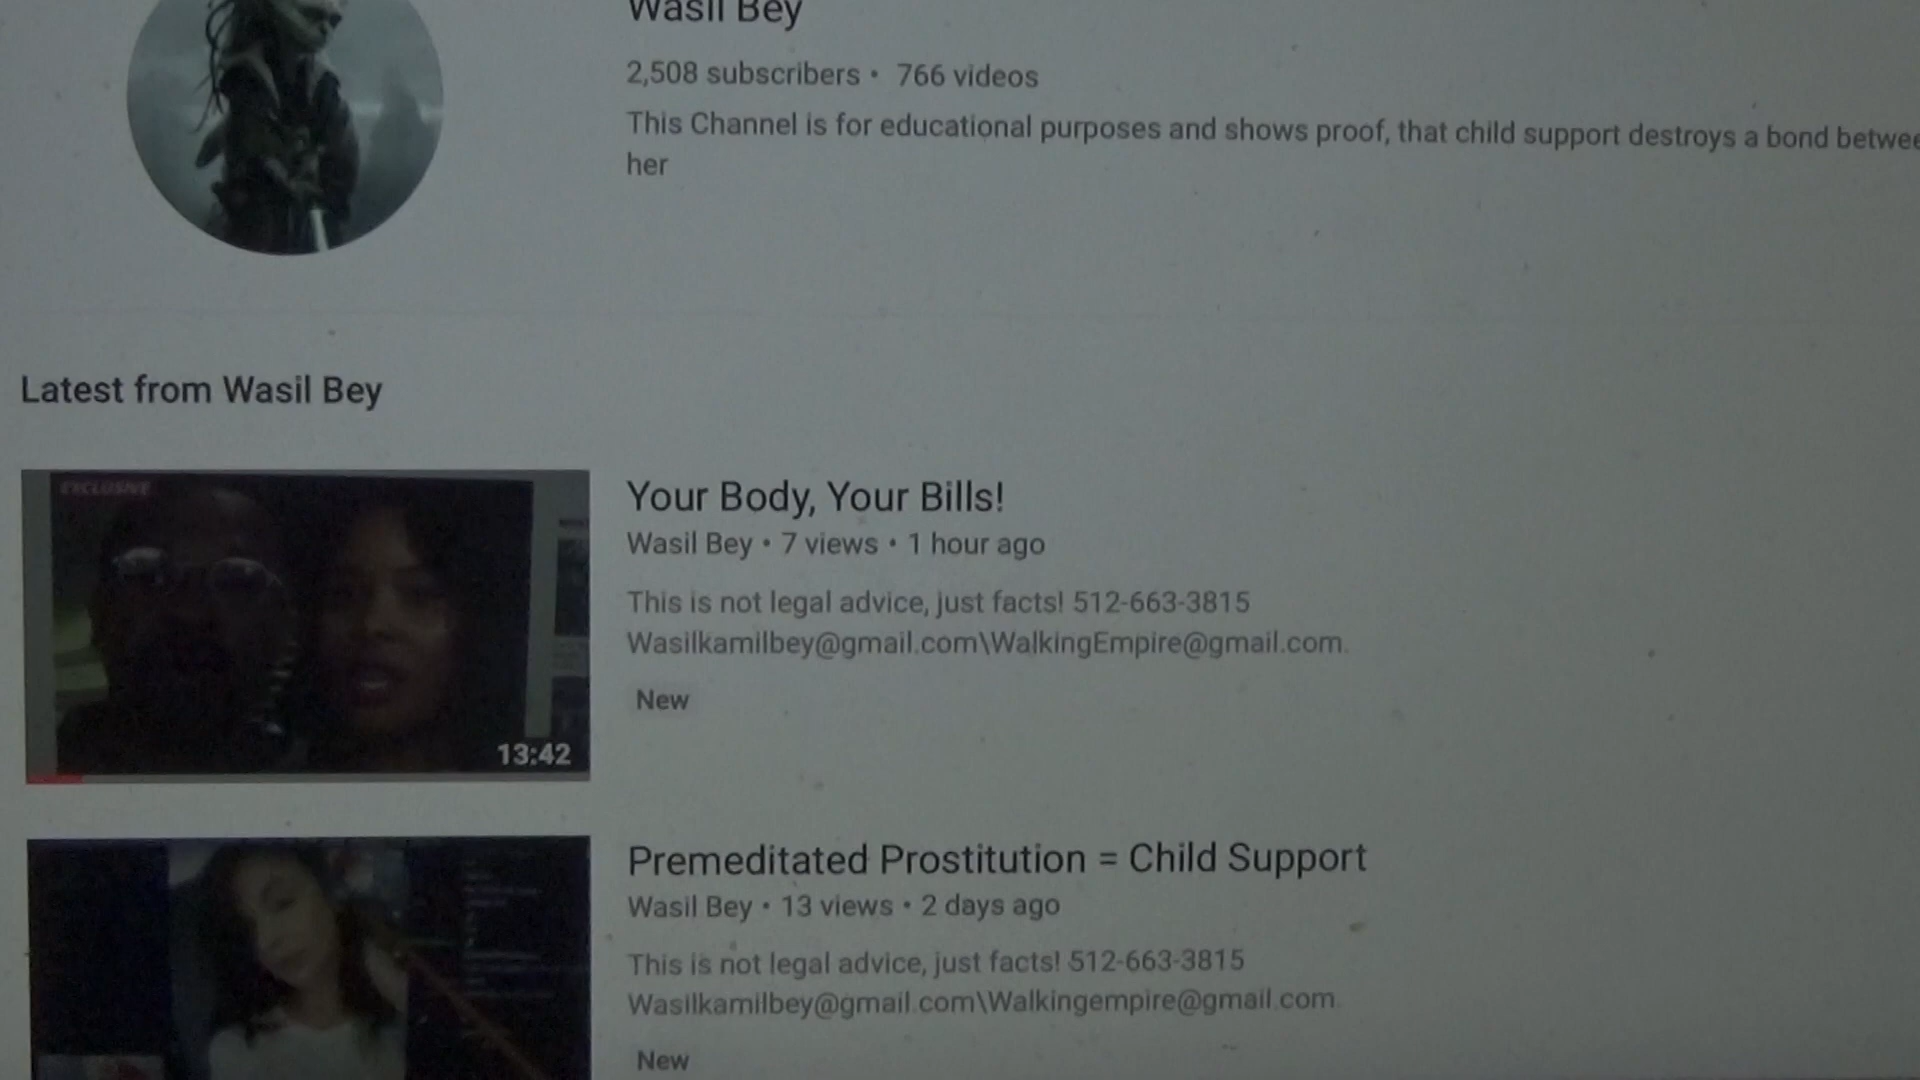 Wasil Bey
2,508 subscribers • 766 videos
This Channel is for educational purposes and shows proof, that child support destroys a bond
her
Latest from Wasil Bey
EXCLUSIVE
13:42
Your Body, Your Bills!
Wasil Bey • 7 views • 1 hour ago
This is not legal advice, just facts! 512-663-3815
Wasilkamilbey@gmail.com\WalkingEmpire@gmail.com.
New
Premeditated Prostitution = Child Support
Wasil Bey • 13 views • 2 days ago
This is not legal advice, just facts! 512-663-3815
Wasilkamilbey@gmail.com\Walkingempire@gmail.com.
New